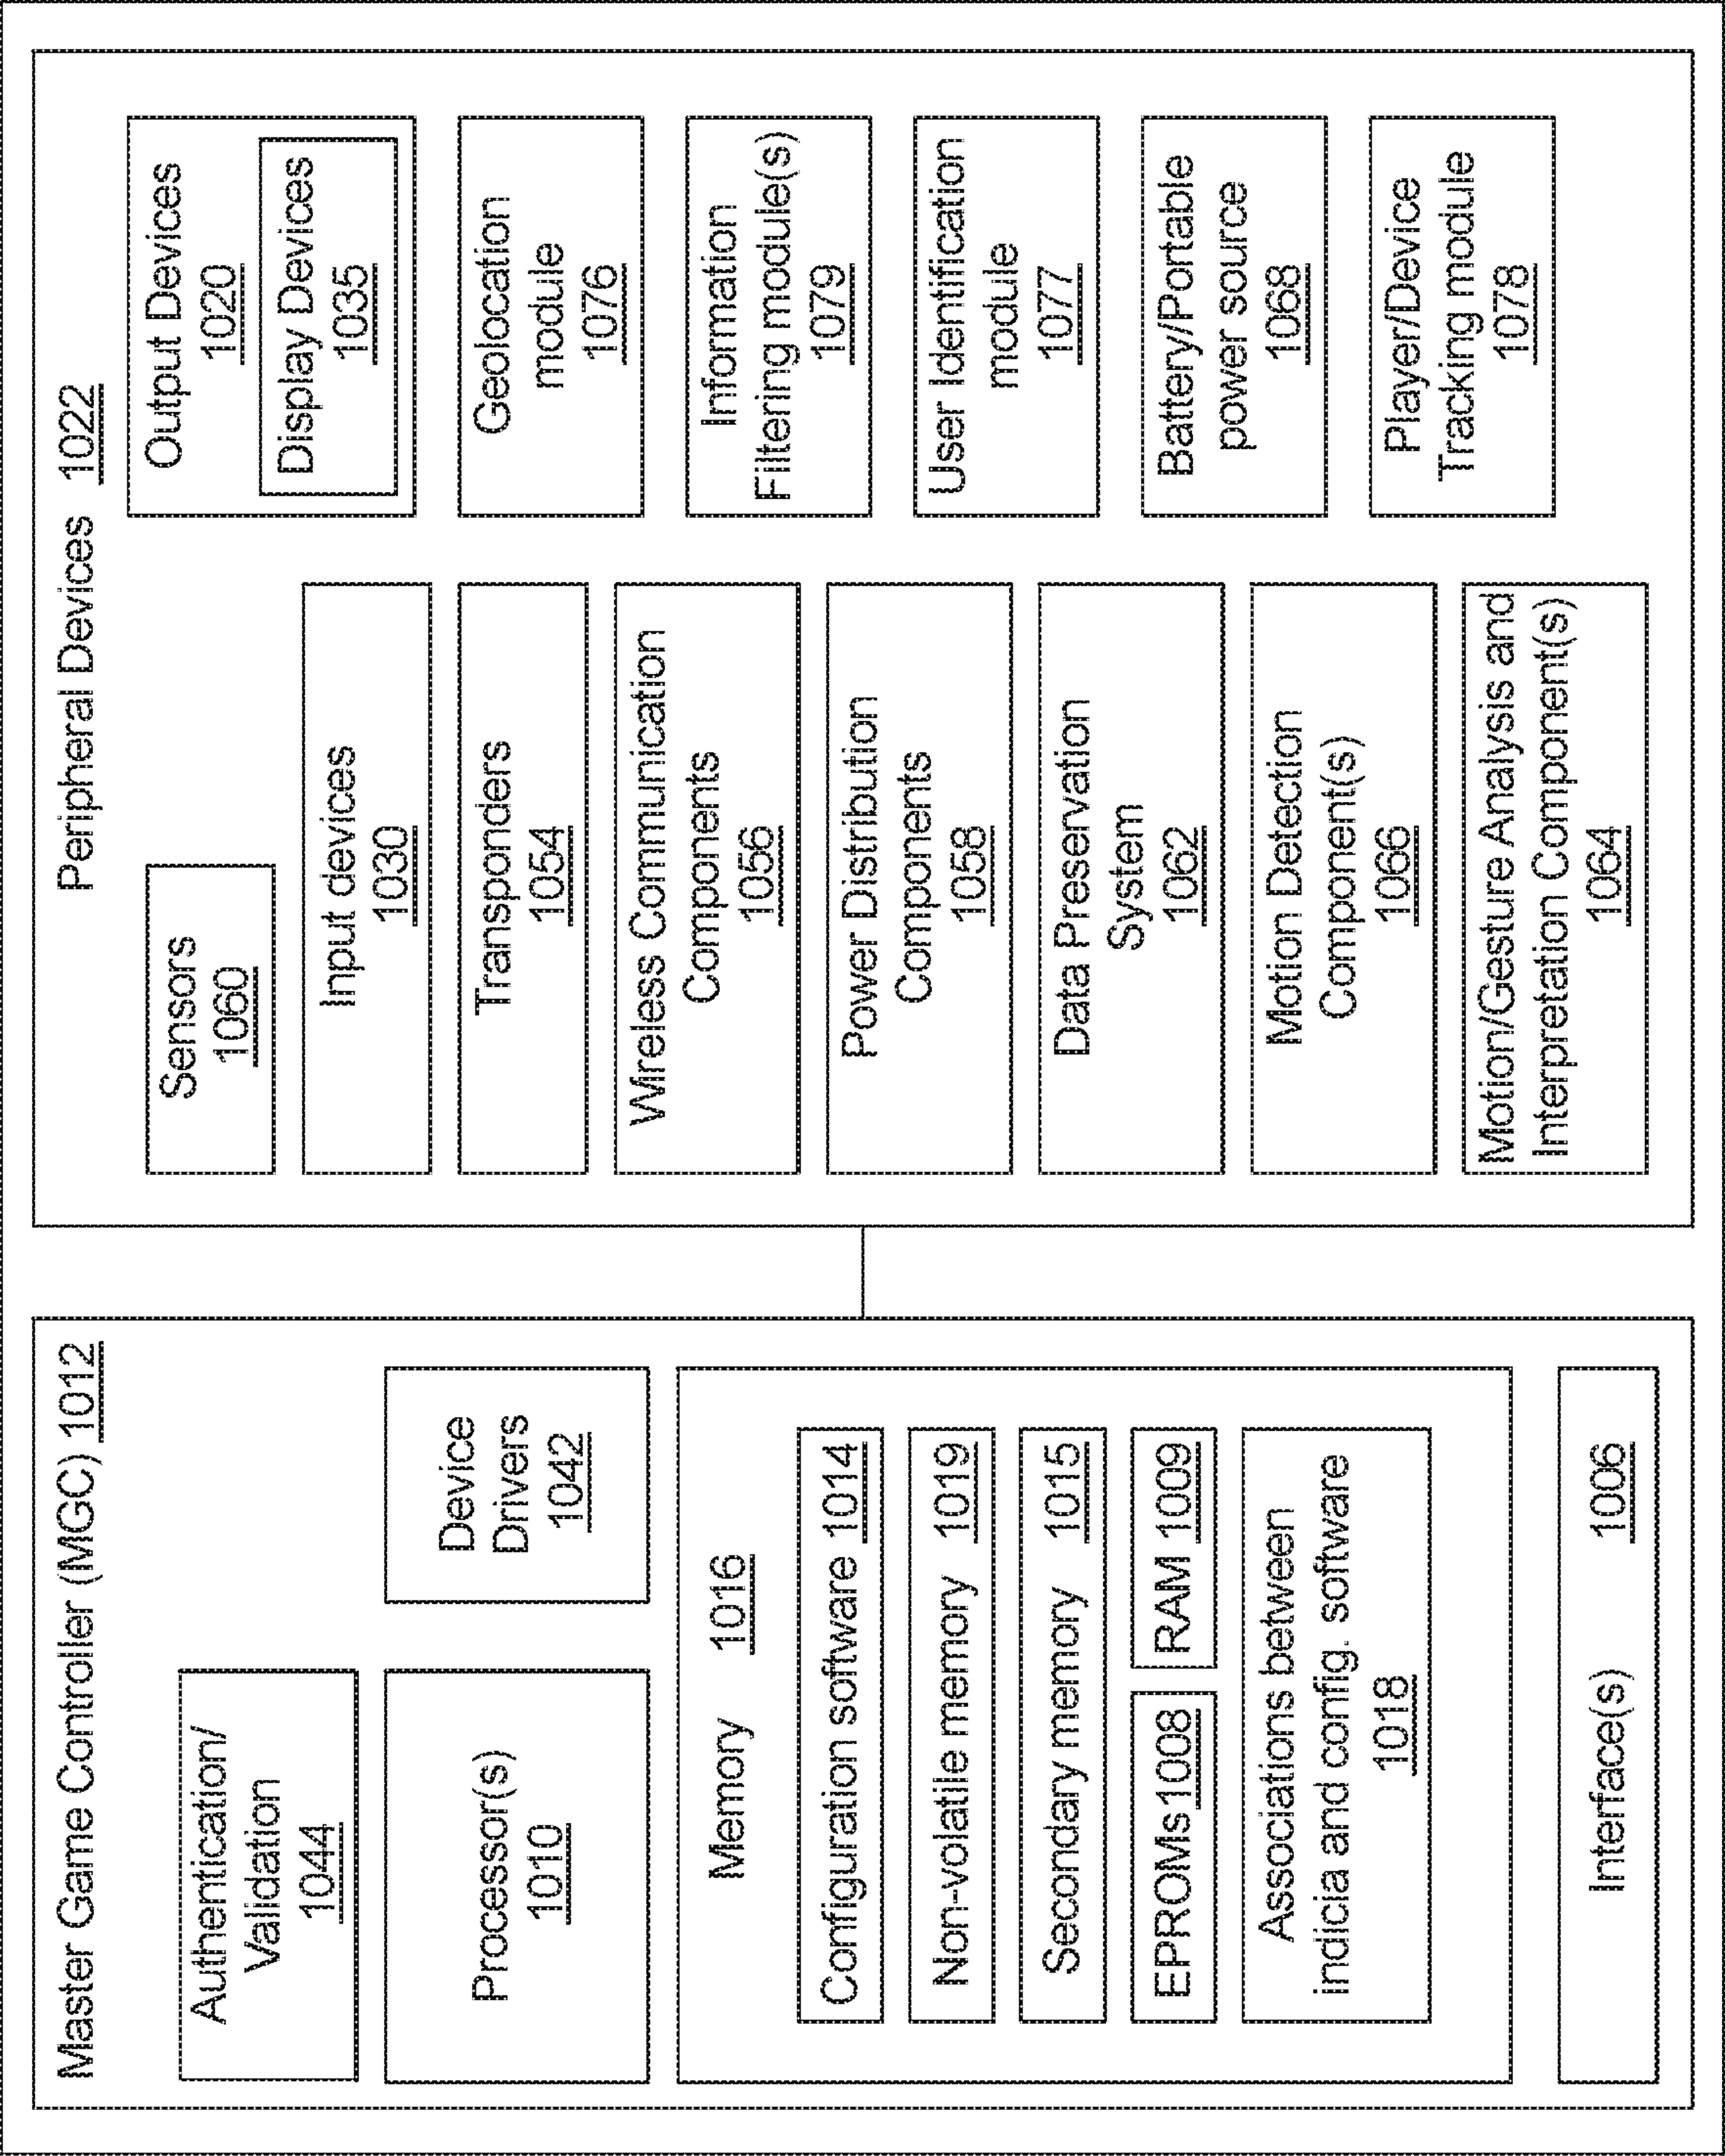 Master Game Controller (MGC) 1012
Authentication/
Validation
1044
Processor(s)
1010
Device
Drivers
1042
Memory 1016
Configuration software 1014
Non-volatile memory 1019
Secondary memory 1015
EPROMs 1008
RAM 1009
Associations between
indicia and config. software
1018
Interface(s) 1006
Peripheral Devices 1022
Sensors
1060
Input devices
1030
Transponders
1054
Wireless Communication
Components
1056
Power Distribution
Components
1058
Data Preservation
System
1062
Motion Detection
Component(s)
1066
Motion/Gesture Analysis and
Interpretation Component(s)
1064
Output Devices
1020
Display Devices
1035
Geolocation
module
1076
Information
Filtering module(s)
1079
User Identification
module
1077
Battery/Portable
power source
1068
Player/Device
Tracking module
1078